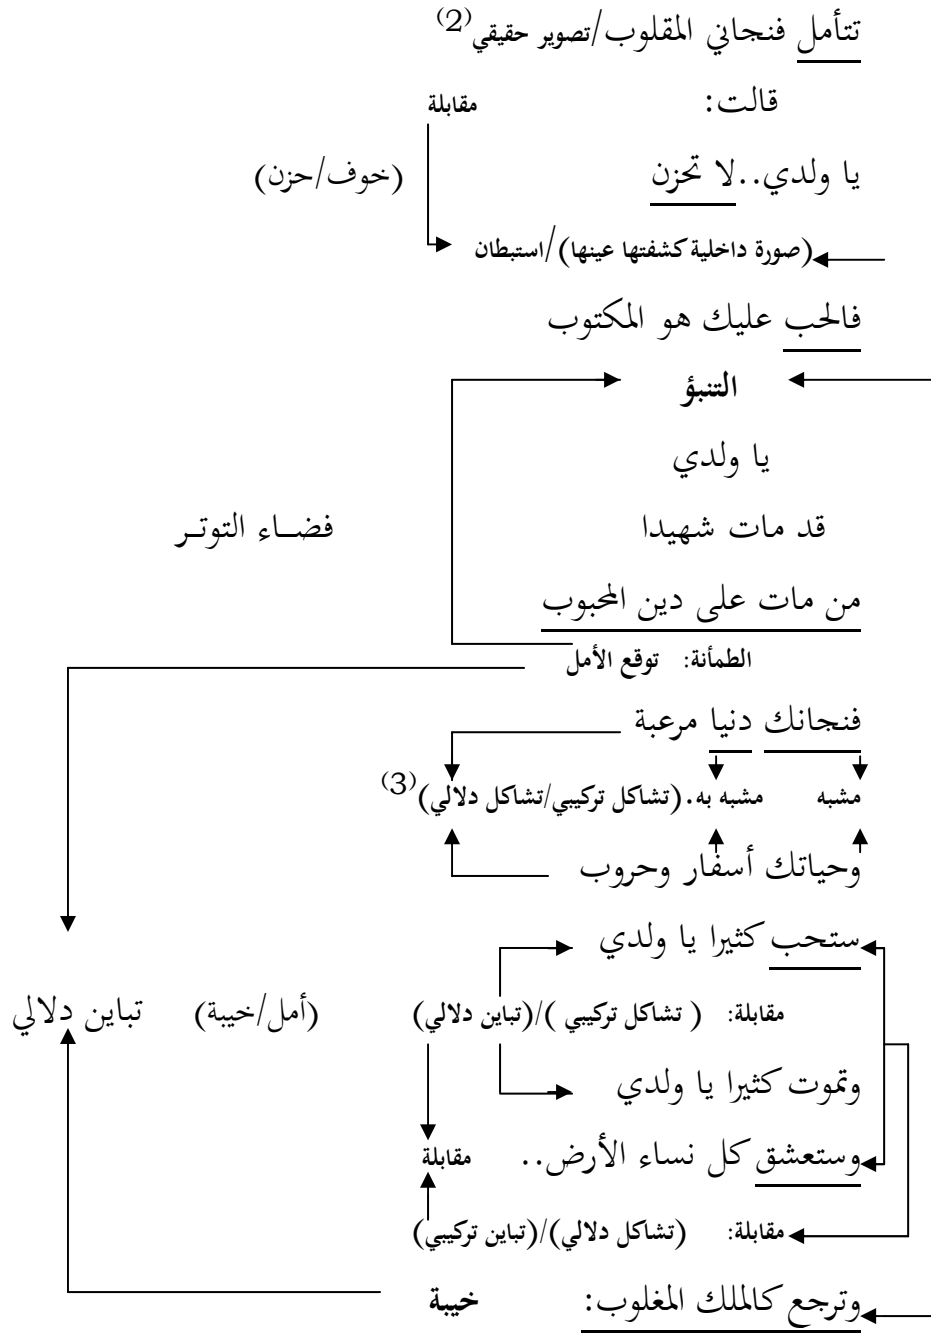 تتأمل فنجاني المقلوب/تصوير حقيقي(2)
قالت: مقابلة
يا ولدي..لا تحزن (خوف/حزن)
(صورة داخلية كشفتها عينها)/استبطان
فالحب عليك هو المكتوب
التنبؤ
يا ولدي
قد مات شهيدا فضاء التوتر
من مات على دين المحبوب
الطمأنة: توقع الأمل
فنجانك دنيا مرعبة
مشبه مشبه به.(تشاكل تركيبي/تشاكل دلالي)(3)
وحياتك أسفار وحروب
ستحب كثيرا يا ولدي
مقابلة: ( تشاكل تركيبي )/(تباين دلالي) (أمل/خيبة) تباين دلالي
وتموت كثيرا يا ولدي
وستعشق كل نساء الأرض.. مقابلة
مقابلة: (تشاكل دلالي)/(تباين تركيبي)
وترجع كالملك المغلوب: خيبة